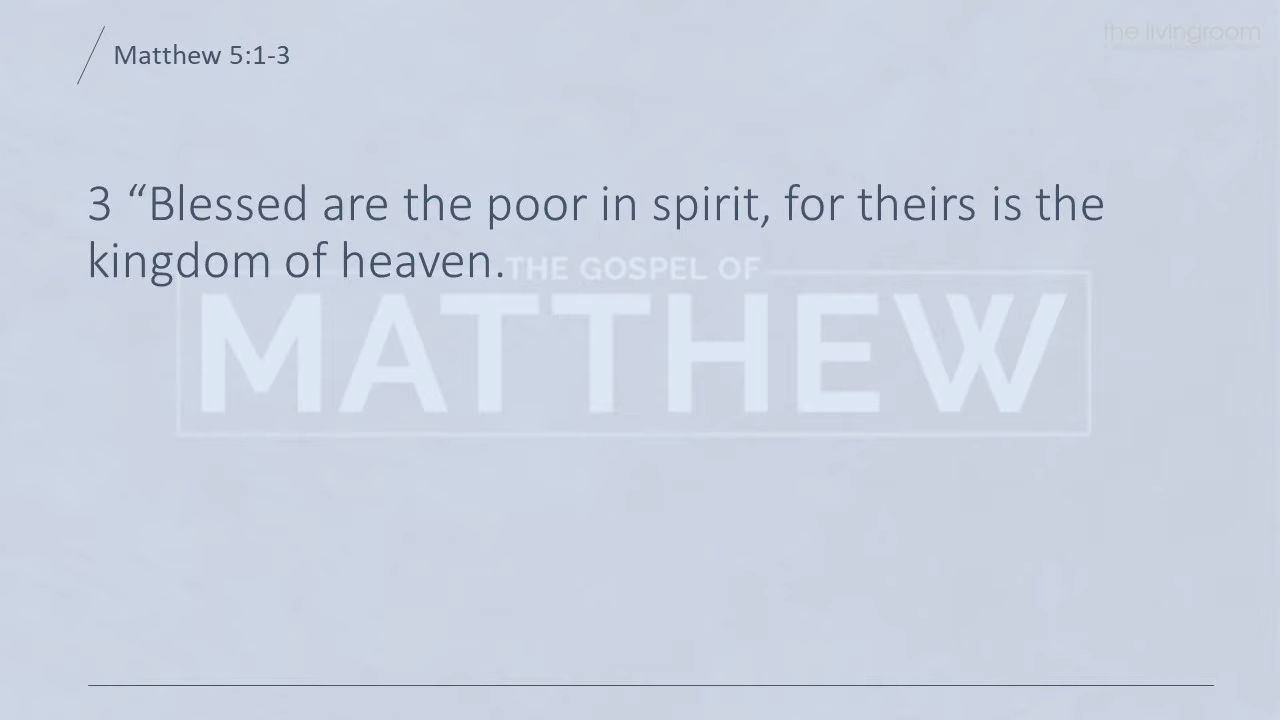 Matthew 5:1-3
the livingroom
3 “Blessed are the poor in spirit, for theirs is the
kingdom of heaven.
THE GOSPEL OF
MATTHEW